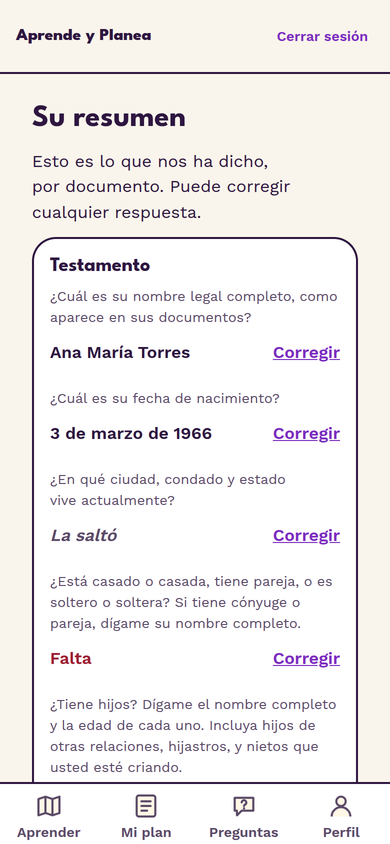 Aprende y Planea
Cerrar sesión
Su resumen
Esto es lo que nos ha dicho,
por documento. Puede corregir
cualquier respuesta.
Testamento
¿Cuál es su nombre legal completo, como
aparece en sus documentos?
Ana María Torres
Corregir
¿Cuál es su fecha de nacimiento?
3 de marzo de 1966
Corregir
¿En qué ciudad, condado y estado
vive actualmente?
La saltó
Corregir
¿Está casado o casada, tiene pareja, o es
soltero o soltera? Si tiene cónyuge o
pareja, dígame su nombre completo.
Falta
Corregir
¿Tiene hijos? Dígame el nombre completo
y la edad de cada uno. Incluya hijos de
otras relaciones, hijastros, y nietos que
usted esté criando.
Aprender
Mi plan
Preguntas
Perfil